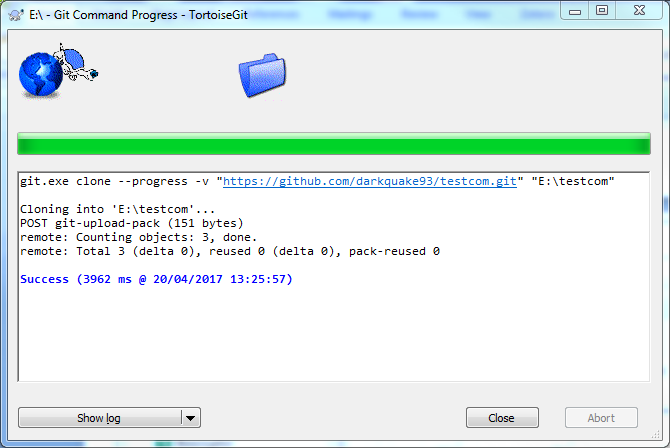 E:\ - Git Command Progress - TortoiseGit
git.exe clone --progress -v "https://github.com/darkquake93/testcom.git" "E:\testcom"
Cloning into 'E:\testcom'...
POST git-upload-pack (151 bytes)
remote: Counting objects: 3, done.
remote: Total 3 (delta 0), reused 0 (delta 0), pack-reused 0
Success (3962 ms @ 20/04/2017 13:25:57)
Show log
Close
Abort